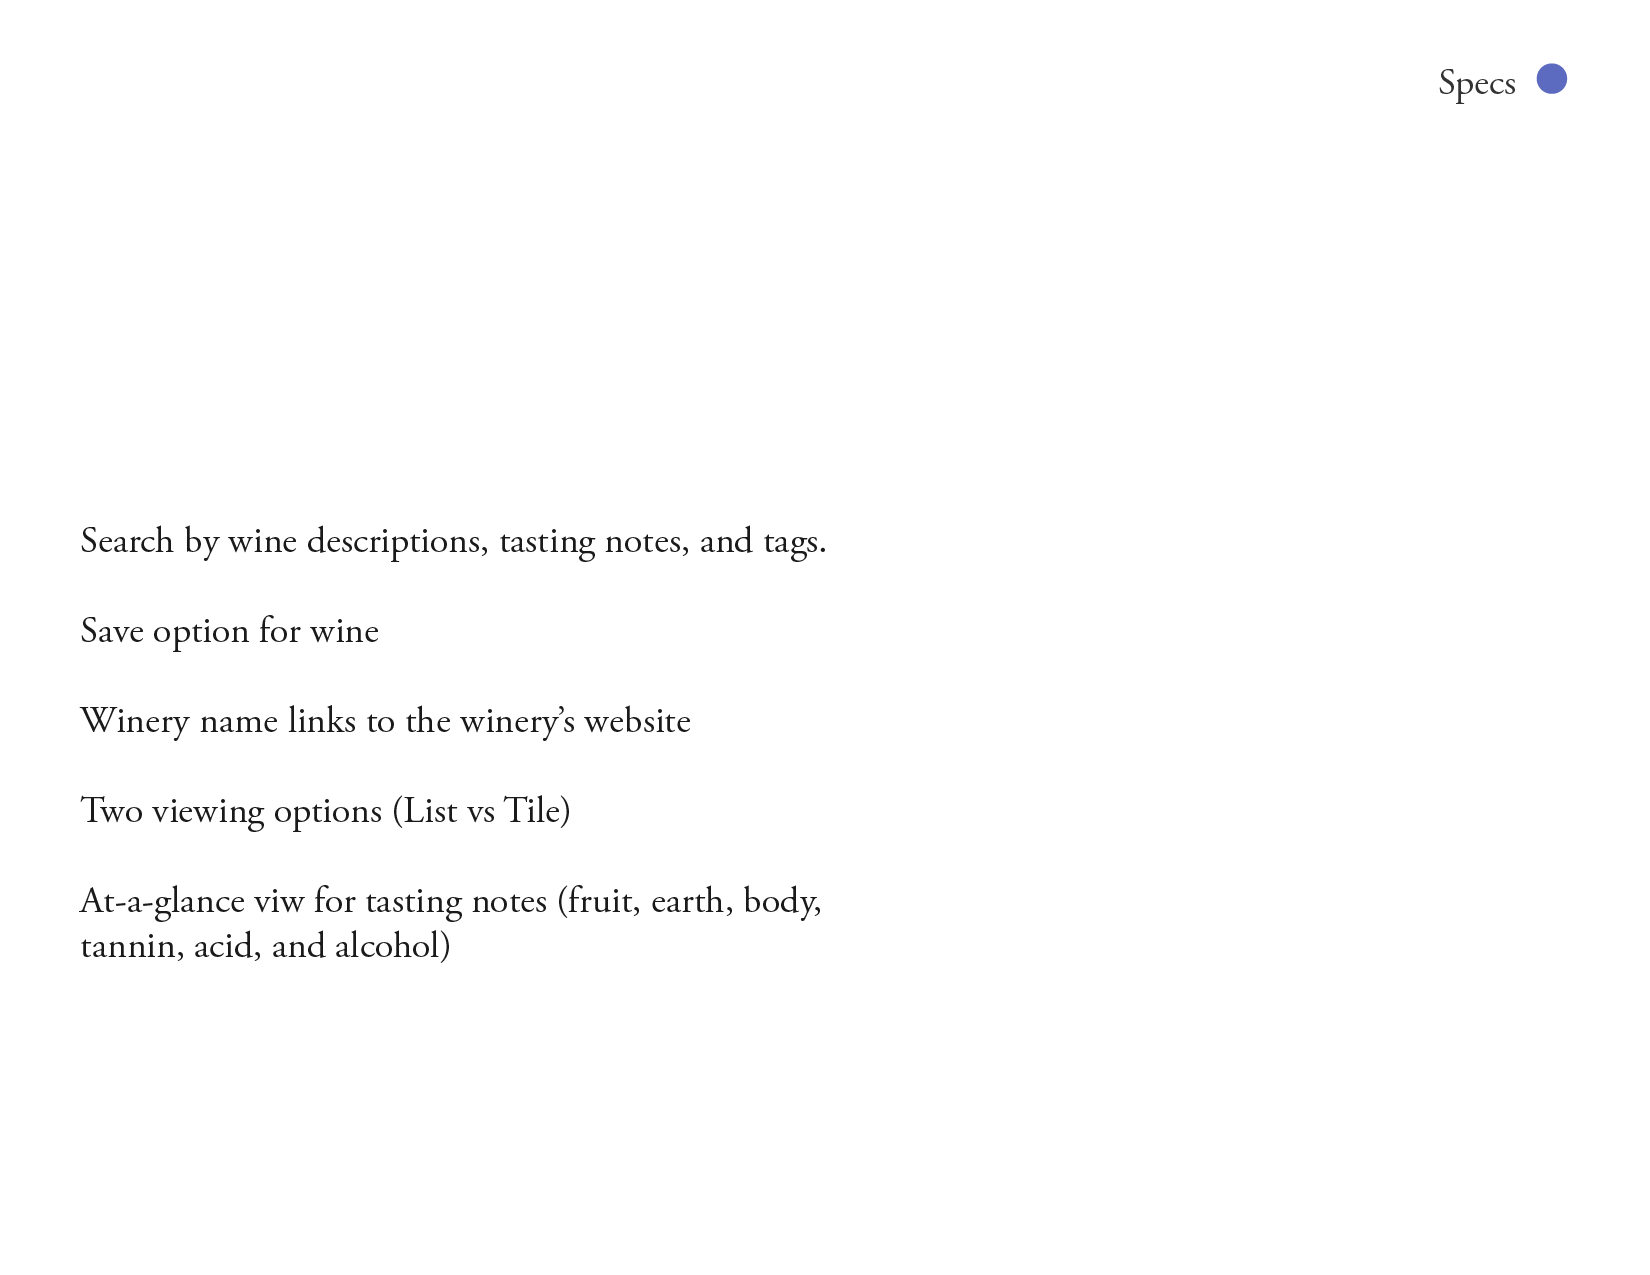 Specs
Search by wine descriptions, tasting notes, and tags.
Save option for wine
Winery name links to the winery’s website
Two viewing options (List vs Tile)
At-a-glance viw for tasting notes (fruit, earth, body,
tannin, acid, and alcohol)